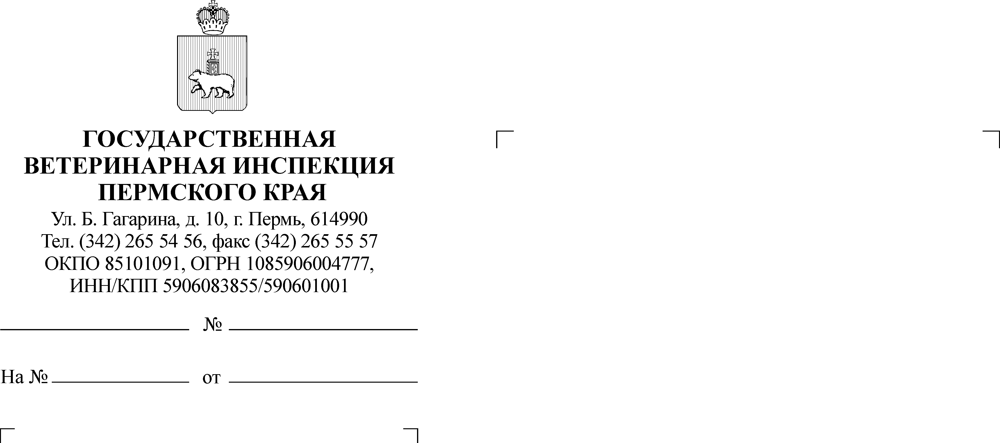 ГОСУДАРСТВЕННАЯ
ВЕТЕРИНАРНАЯ ИНСПЕКЦИЯ
ПЕРМСКОГО КРАЯ
Ул. Б. Гагарина, д. 10, г. Пермь, 614990
Тел. (342) 265 54 56, факс (342) 265 55 57
ОКПО 85101091, ОГРН 1085906004777,
ИНН/КПП 5906083855/590601001
№
На № от